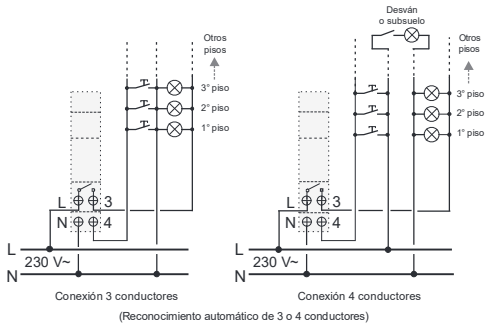 Desván
o subsuelo
Otros
pisos
3° piso
2° piso
1° piso
L 3
N 4
L
230 V~
N
Conexión 3 conductores
Otros
pisos
3° piso
2° piso
1° piso
L 3
N 4
L
230 V~
N
Conexión 4 conductores
(Reconocimiento automático de 3 o 4 conductores)